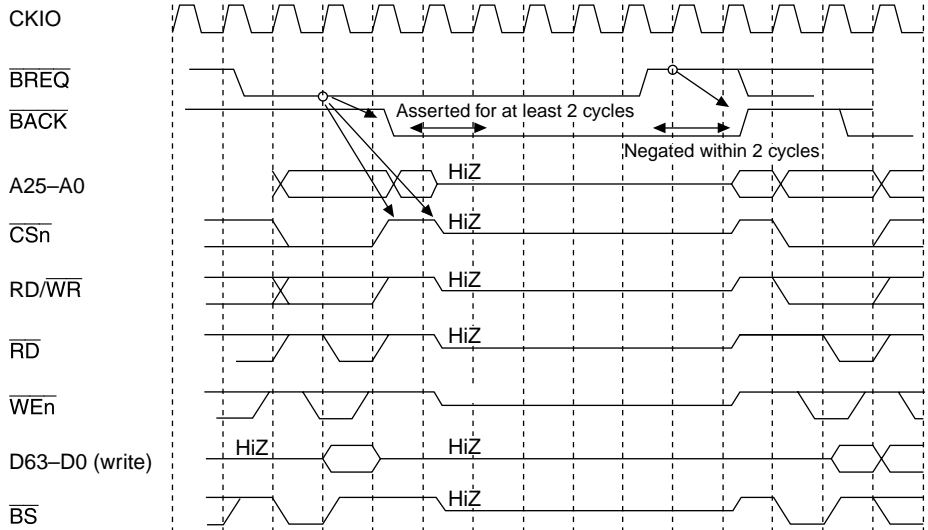 CKIO
BREQ
BACK
Asserted for at least 2 cycles
Negated within 2 cycles
A25–A0
HiZ
CSn
HiZ
RD/WR
HiZ
RD
HiZ
WEn
D63–D0 (write)
HiZ
HiZ
BS
HiZ